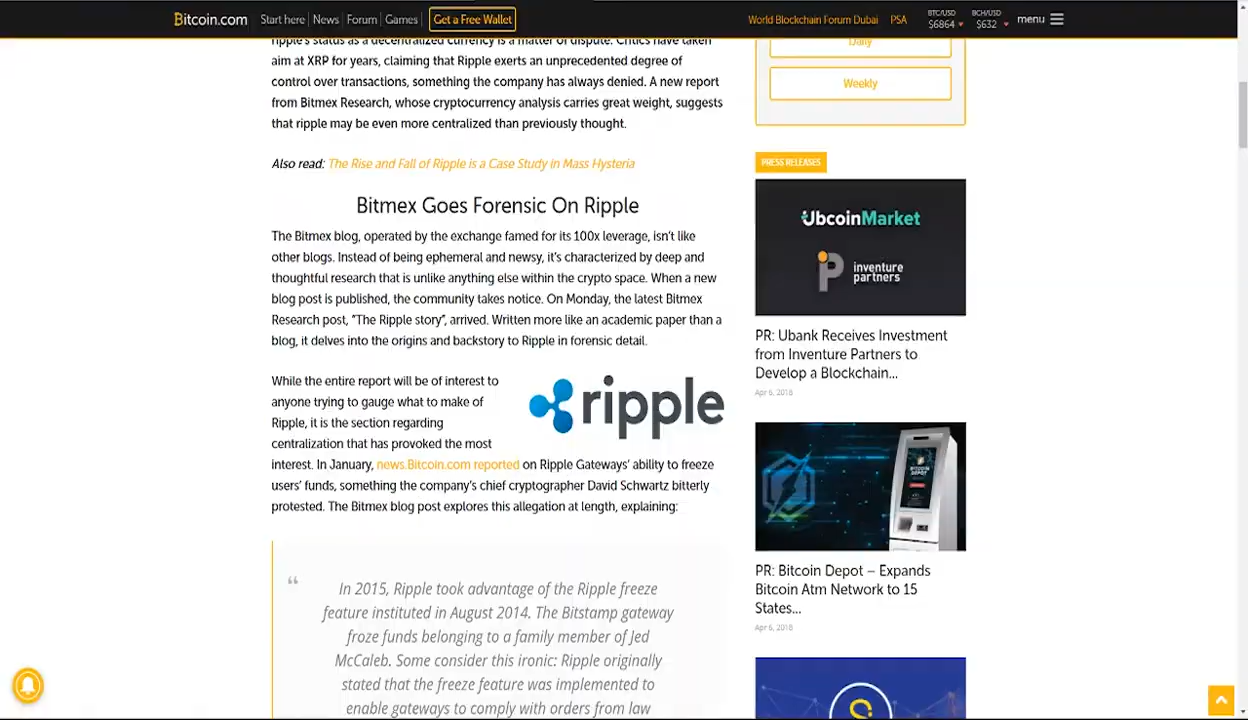 Bitcoin.com
Start here
News
Forum
Games
Get a Free Wallet
World Blockchain Forum Dubai
PSA
BTC/USD
$6864
BCH/USD
$632
menu
ripple's status as a decentralized currency is a matter of dispute. Critics have taken
aim at XRP for years, claiming that Ripple exerts an unprecedented degree of
control over transactions, something the company has always denied. A new report
from Bitmex Research, whose cryptocurrency analysis carries great weight, suggests
that ripple may be even more centralized than previously thought.
Also read: The Rise and Fall of Ripple is a Case Study in Mass Hysteria
Bitmex Goes Forensic On Ripple
The Bitmex blog, operated by the exchange famed for its 100x leverage, isn't like
other blogs. Instead of being ephemeral and newsy, it's characterized by deep and
thoughtful research that is unlike anything else within the crypto space. When a new
blog post is published, the community takes notice. On Monday, the latest Bitmex
Research post, "The Ripple story", arrived. Written more like an academic paper than a
blog, it delves into the origins and backstory to Ripple in forensic detail.
While the entire report will be of interest to
anyone trying to gauge what to make of
Ripple, it is the section regarding
centralization that has provoked the most
interest. In January, news.Bitcoin.com reported on Ripple Gateways' ability to freeze
users' funds, something the company's chief cryptographer David Schwartz bitterly
protested. The Bitmex blog post explores this allegation at length, explaining:
ripple
“ In 2015, Ripple took advantage of the Ripple freeze
feature instituted in August 2014. The Bitstamp gateway
froze funds belonging to a family member of Jed
McCaleb. Some consider this ironic: Ripple originally
stated that the freeze feature was implemented to
enable gateways to comply with orders from law
Daily
Weekly
PRESS RELEASES
UbcoinMarket
inventure
partners
PR: Ubank Receives Investment
from Inventure Partners to
Develop a Blockchain...
Apr 6, 2018
BITCOIN
DEPOT
PR: Bitcoin Depot – Expands
Bitcoin Atm Network to 15
States...
Apr 6, 2018